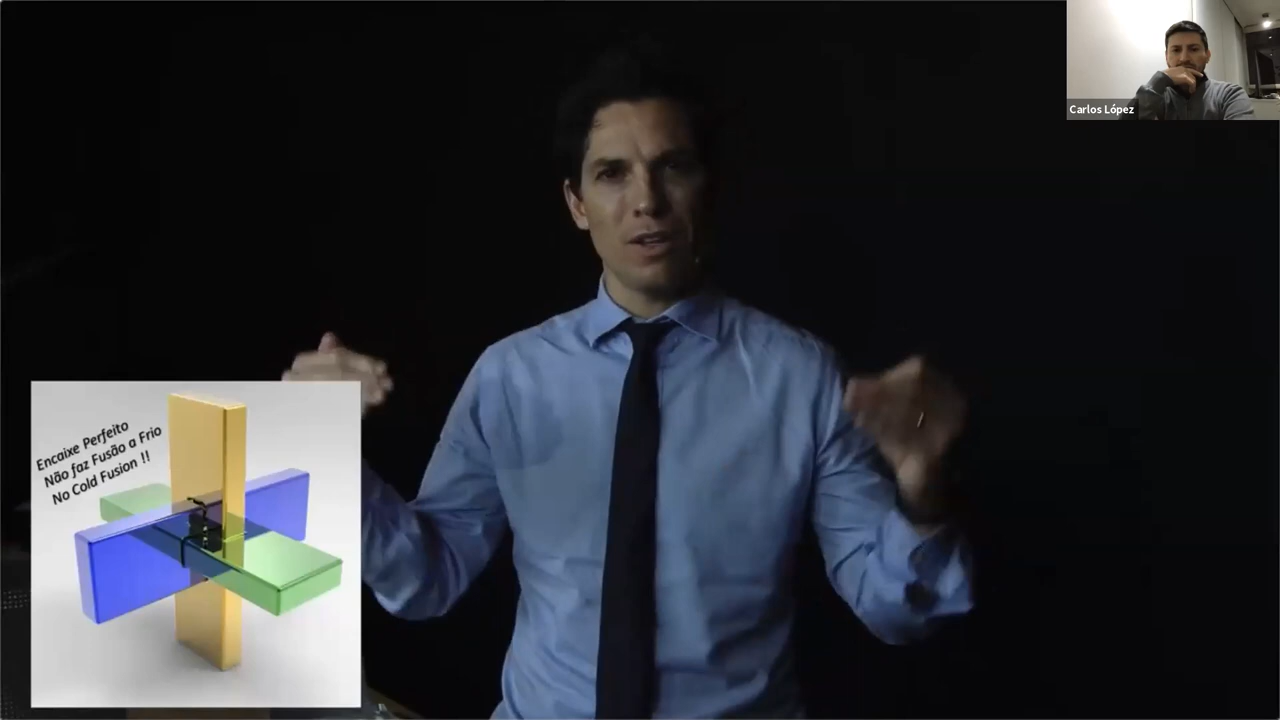 Carlos López
Encaixe Perfeito
Não faz Fusão a Frio
No Cold Fusion !!